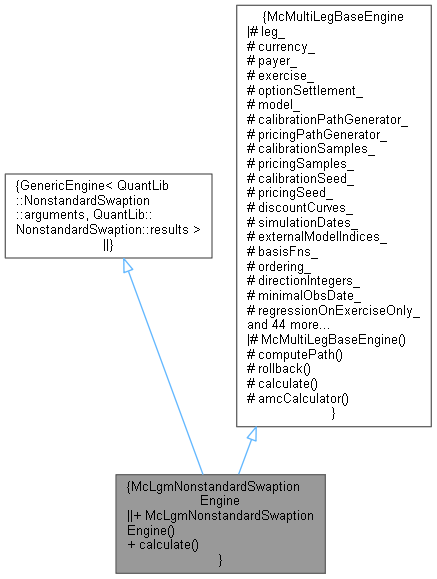 {McMultiLegBaseEngine
|# leg_
# currency_
# payer_
# exercise_
# optionSettlement_
# model_
# calibrationPathGenerator_
# pricingPathGenerator_
# calibrationSamples_
# pricingSamples_
# calibrationSeed_
# pricingSeed_
# discountCurves_
# simulationDates_
# externalModelIndices_
# basisFns_
# ordering_
# directionIntegers_
# minimalObsDate_
# regressionOnExerciseOnly_
and 44 more...
|# McMultiLegBaseEngine()
# computePath()
# rollback()
# calculate()
# amcCalculator()
}
{GenericEngine< QuantLib
::NonstandardSwaption
::arguments, QuantLib::
NonstandardSwaption::results >
||}
{McLgmNonstandardSwaption
Engine
||+ McLgmNonstandardSwaption
Engine()
+ calculate()
}